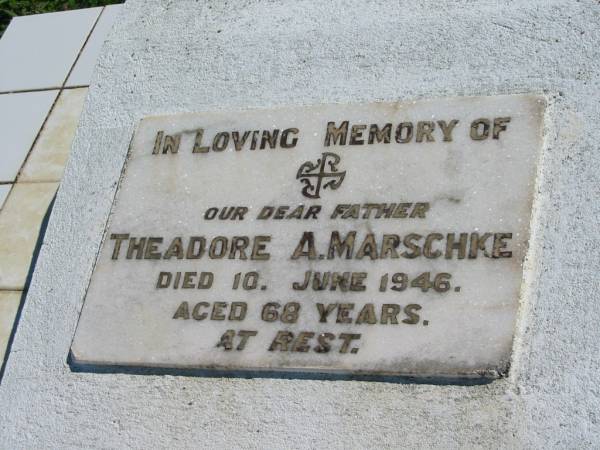 IN LOVING MEMORY OF
OUR DEAR FATHER
THEADORE A. MARSCHKE
DIED 10. JUNE 1946.
AGED 68 YEARS.
AT REST.